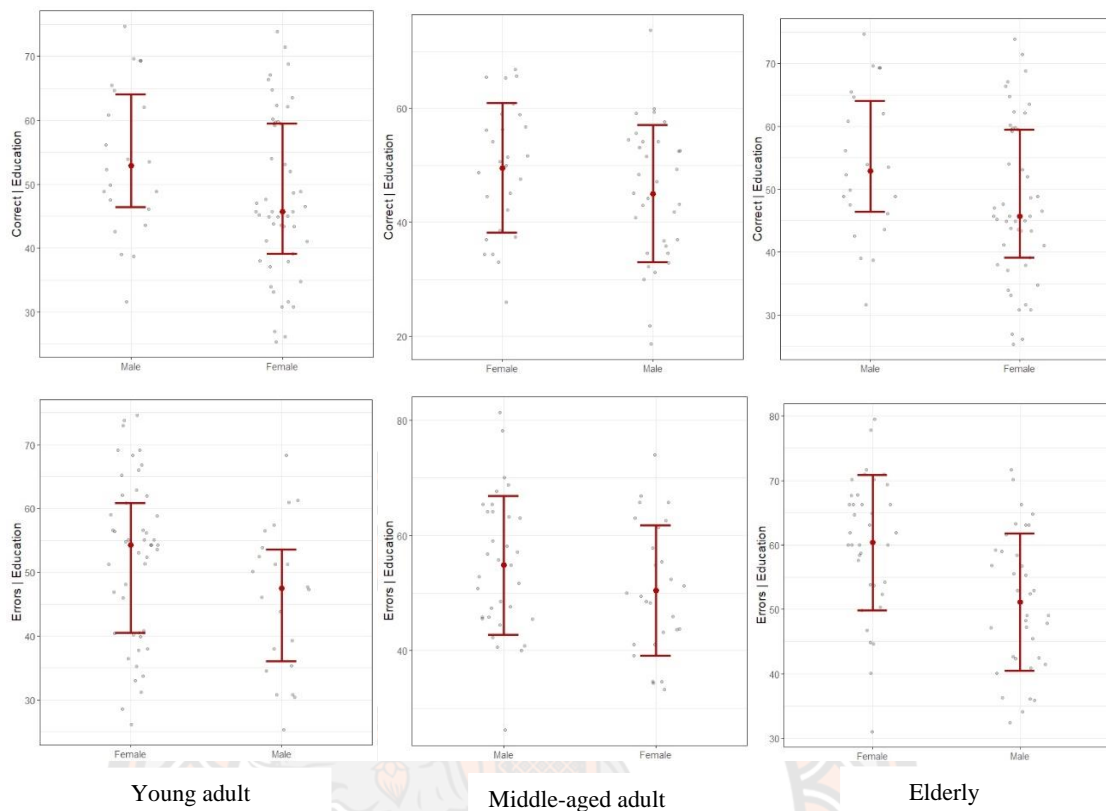 Correct | Education
70
60
50
40
30
Male Female
Correct | Education
60
40
20
Female Male
Correct | Education
70
60
50
40
30
Male Female
Errors | Education
70
60
50
40
30
Female Male
Errors | Education
80
60
40
Male Female
Errors | Education
80
70
60
50
40
30
Female Male
Young adult
Middle-aged adult
Elderly